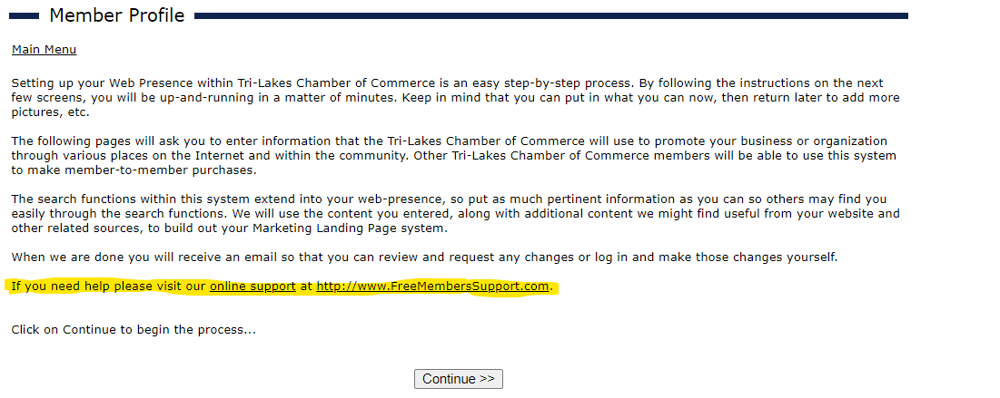 Member Profile
Main Menu
Setting up your Web Presence within Tri-Lakes Chamber of Commerce is an easy step-by-step process. By following the instructions on the next
few screens, you will be up-and-running in a matter of minutes. Keep in mind that you can put in what you can now, then return later to add more
pictures, etc.
The following pages will ask you to enter information that the Tri-Lakes Chamber of Commerce will use to promote your business or organization
through various places on the Internet and within the community. Other Tri-Lakes Chamber of Commerce members will be able to use this system
to make member-to-member purchases.
The search functions within this system extend into your web-presence, so put as much pertinent information as you can so others may find you
easily through the search functions. We will use the content you entered, along with additional content we might find useful from your website and
other related sources, to build out your Marketing Landing Page system.
When we are done you will receive an email so that you can review and request any changes or log in and make those changes yourself.
If you need help please visit our online support at http://www.FreeMembersSupport.com.
Click on Continue to begin the process...
Continue >>